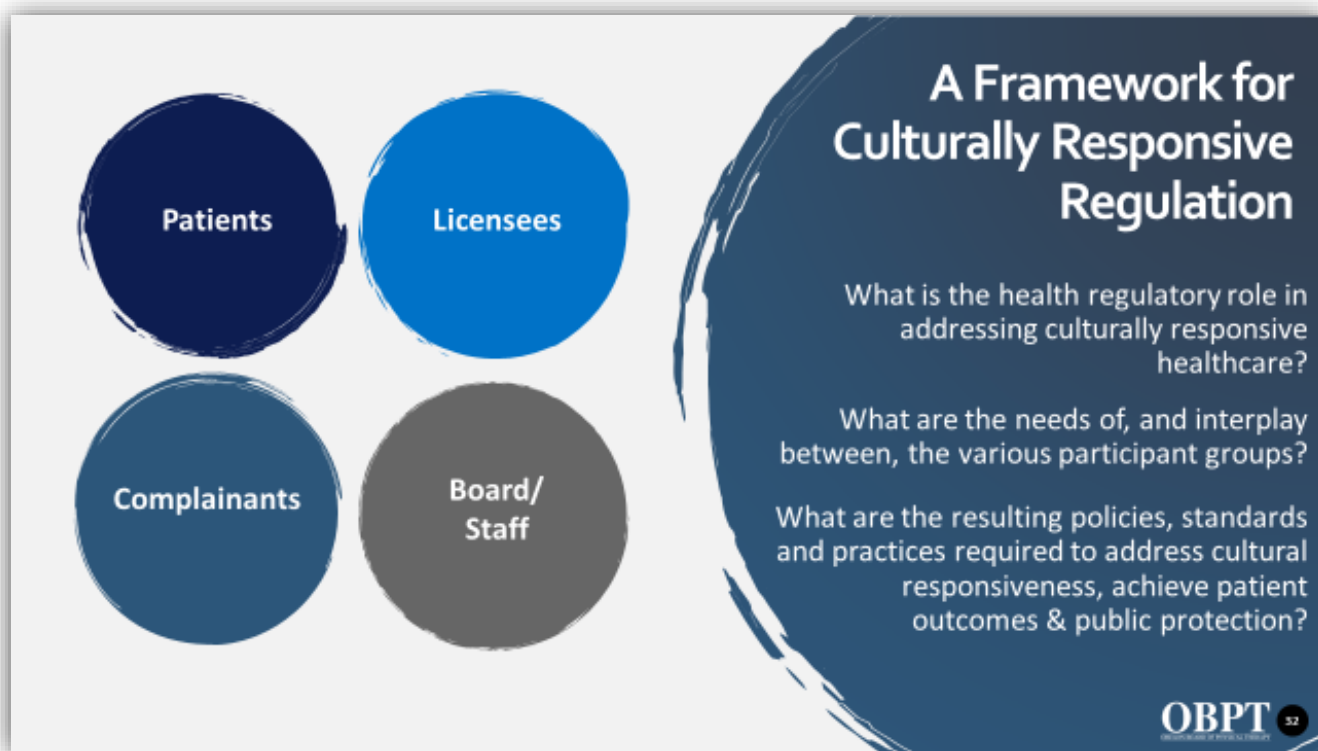 A Framework for
Culturally Responsive
Regulation
Patients
Licensees
Complainants
Board/
Staff
What is the health regulatory role in
addressing culturally responsive
healthcare?
What are the needs of, and interplay
between, the various participant groups?
What are the resulting policies, standards
and practices required to address cultural
responsiveness, achieve patient
outcomes & public protection?
OBPT
32